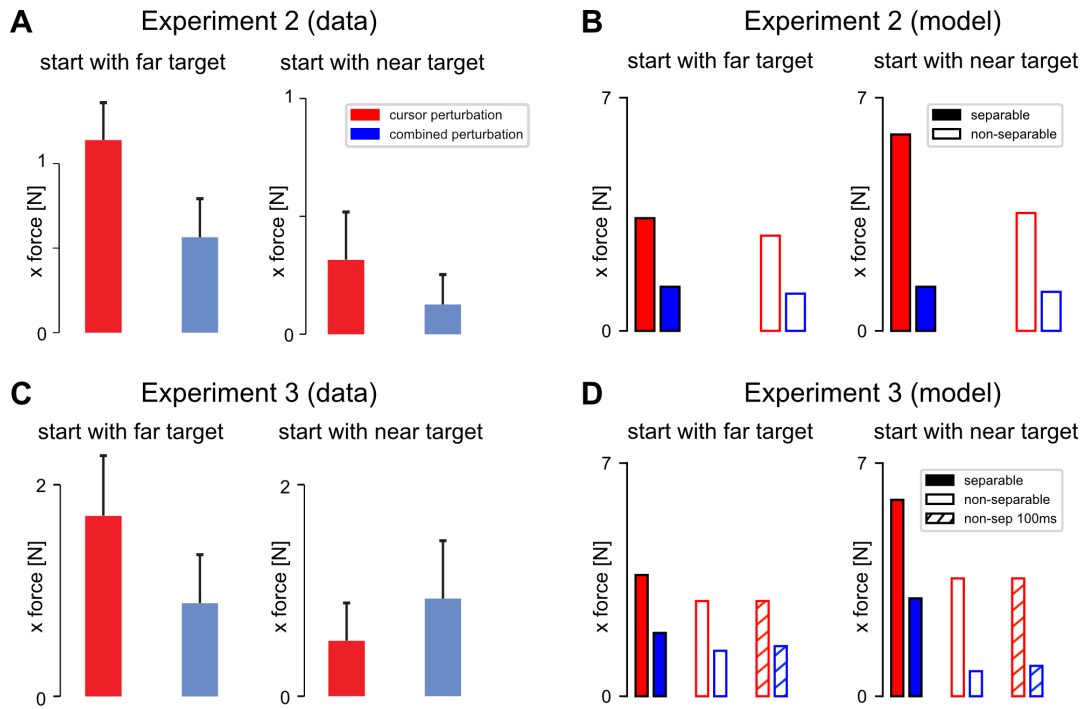 A
Experiment 2 (data)
start with far target
start with near target
x force [N]
1
0
x force [N]
1
0
cursor perturbation
combined perturbation
B
Experiment 2 (model)
start with far target
start with near target
x force [N]
7
0
x force [N]
7
0
separable
non-separable
C
Experiment 3 (data)
start with far target
start with near target
x force [N]
2
0
x force [N]
2
0
D
Experiment 3 (model)
start with far target
start with near target
x force [N]
7
0
x force [N]
7
0
separable
non-separable
non-sep 100ms